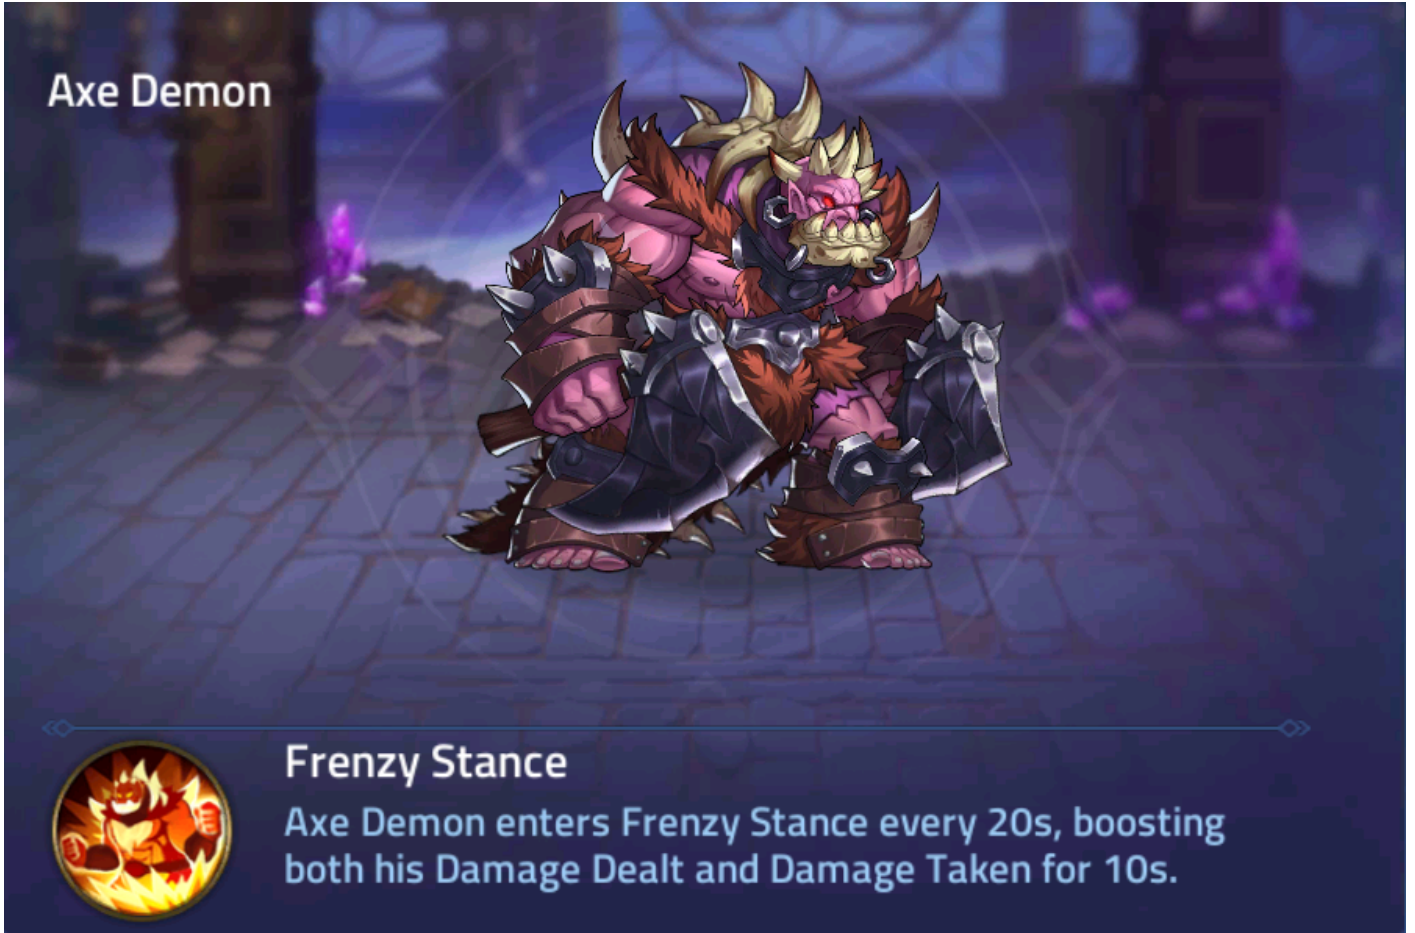 Axe Demon
Frenzy Stance
Axe Demon enters Frenzy Stance every 20s, boosting
both his Damage Dealt and Damage Taken for 10s.